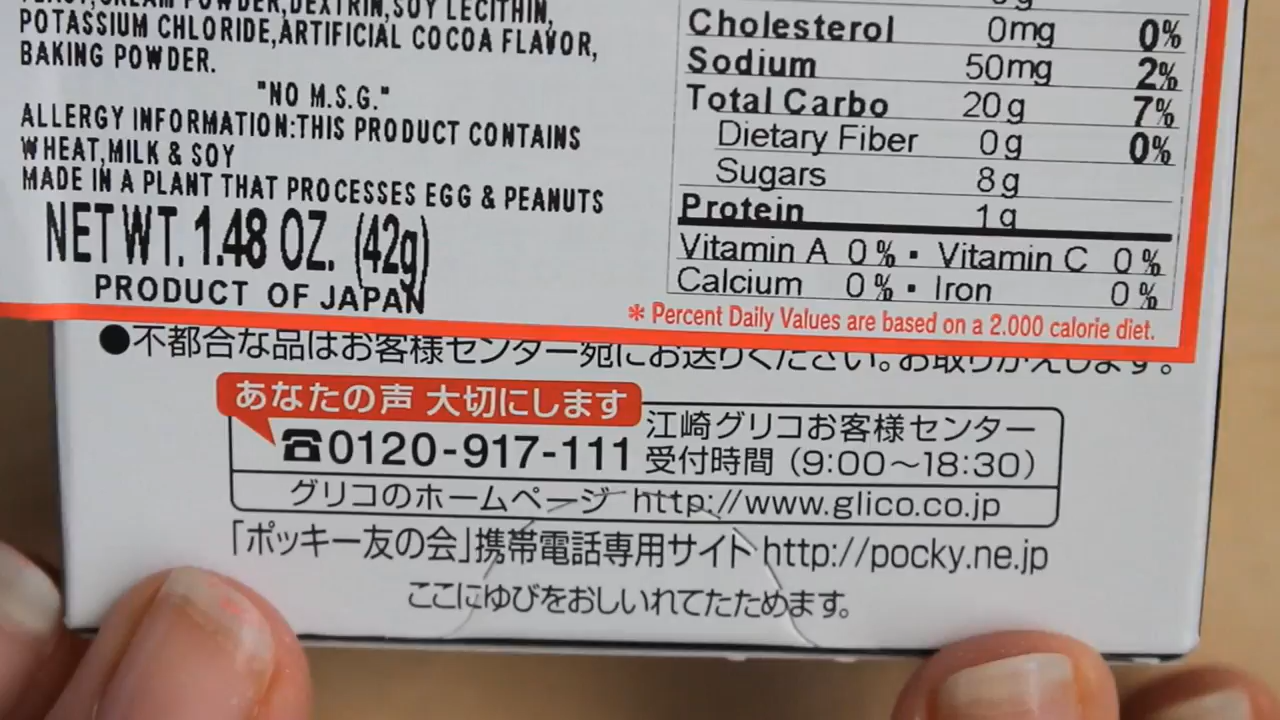 POWDER,DEXTRIN,SOY LECITHIN,
POTASSIUM CHLORIDE,ARTIFICIAL COCOA FLAVOR,
BAKING POWDER.
"NO M.S.G."
ALLERGY INFORMATION:THIS PRODUCT CONTAINS
WHEAT,MILK & SOY
MADE IN A PLANT THAT PROCESSES EGG & PEANUTS
NET WT. 1.48 OZ. (42g)
PRODUCT OF JAPAN
Cholesterol 0mg 0%
Sodium 50mg 2%
Total Carbo 20g 7%
Dietary Fiber 0g 0%
Sugars 8g
Protein 1g
Vitamin A 0% · Vitamin C 0%
Calcium 0% · Iron 0%
* Percent Daily Values are based on a 2.000 calorie diet.
●不都合な品はお客様センター宛にお送りください。お取りかえします。
あなたの声 大切にします
☎0120-917-111
江崎グリコお客様センター
受付時間(9:00〜18:30)
グリコのホームページ http://www.glico.co.jp
「ポッキー友の会」携帯電話専用サイト http://pocky.ne.jp
ここにゆびをおしいれてたためます。